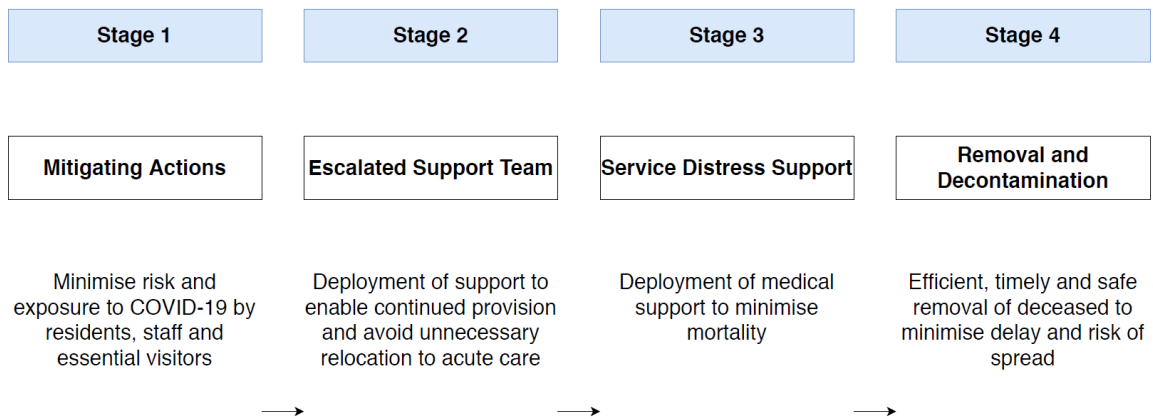 Stage 1
Stage 2
Stage 3
Stage 4
Mitigating Actions
Escalated Support Team
Service Distress Support
Removal and
Decontamination
Minimise risk and
exposure to COVID-19 by
residents, staff and
essential visitors
Deployment of support to
enable continued provision
and avoid unnecessary
relocation to acute care
Deployment of medical
support to minimise
mortality
Efficient, timely and safe
removal of deceased to
minimise delay and risk of
spread